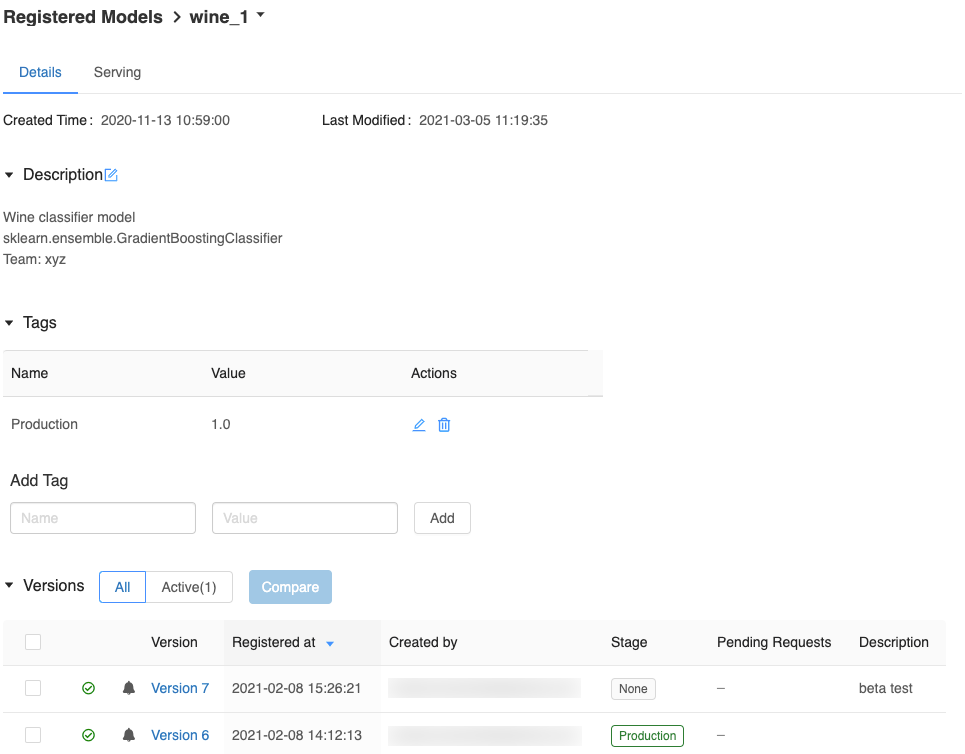 Registered Models > wine_1
Details Serving
Created Time: 2020-11-13 10:59:00 Last Modified: 2021-03-05 11:19:35
Description
Wine classifier model
sklearn.ensemble.GradientBoostingClassifier
Team: xyz
Tags
Name Value Actions
Production 1.0
Add Tag
Name Value Add
Versions All Active(1) Compare
Version Registered at Created by Stage Pending Requests Description
Version 7 2021-02-08 15:26:21 None – beta test
Version 6 2021-02-08 14:12:13 Production –